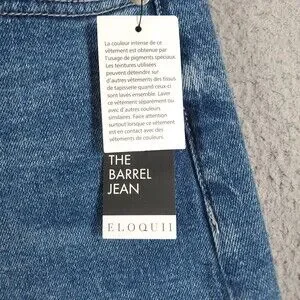 La couleur intense de ce
vêtement est obtenue par
l'usage de pigments spéciaux.
Les teintures utilisées
peuvent déteindre sur
d'autres vêtements des tissus
de tapisserie quand ceux-ci
sont lavés ensemble. Laver
ce vêtement séparément ou
avec d'autres couleurs
similaires. Faire attention
surtout lorsque ce vêtement
est en contact avec des
vêtements de couleurs.
THE
BARREL
JEAN
ELOQUII